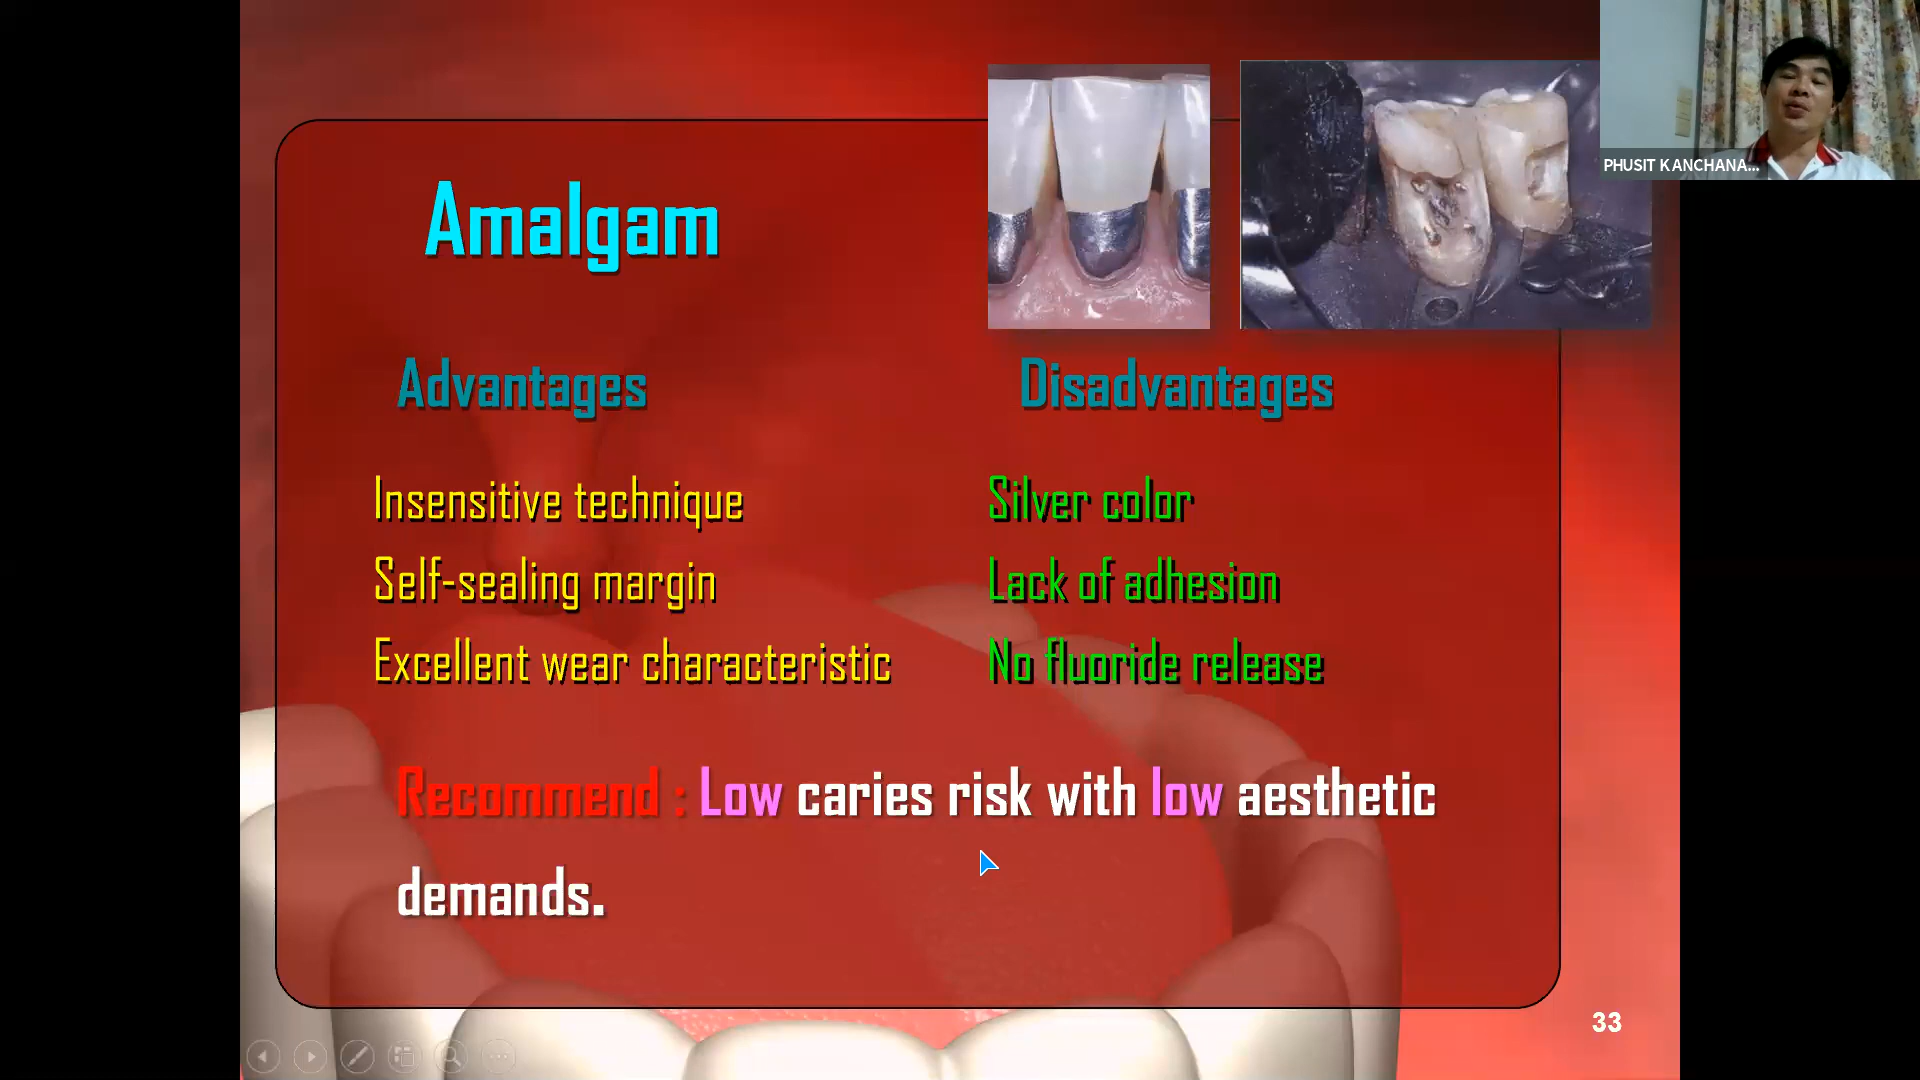 PHUSIT KANCHANA...
Amalgam
Advantages
Insensitive technique
Self-sealing margin
Excellent wear characteristic
Disadvantages
Silver color
Lack of adhesion
No fluoride release
Recommend : Low caries risk with low aesthetic
demands.
33